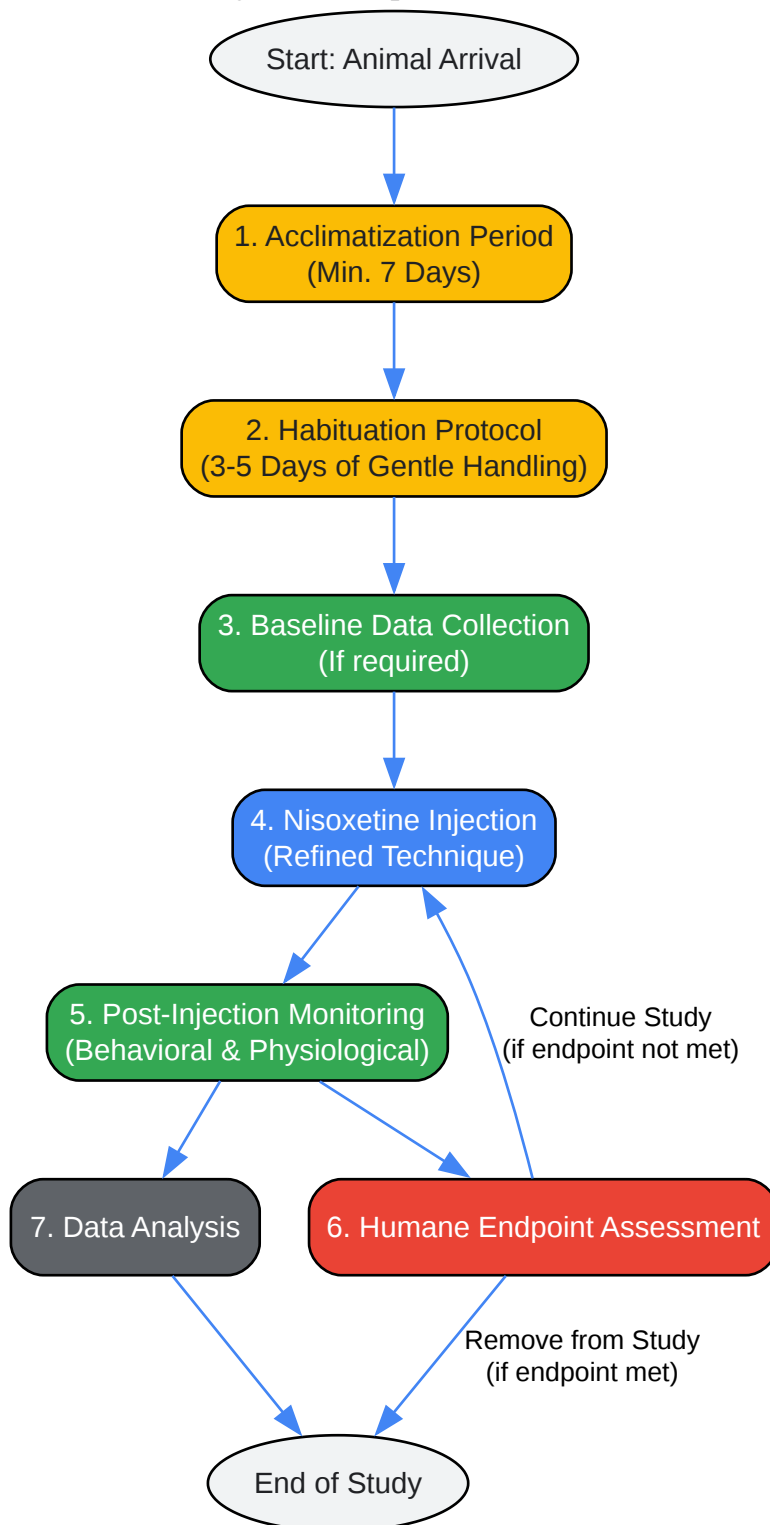 Start: Animal Arrival
1. Acclimatization Period
(Min. 7 Days)
2. Habituation Protocol
(3-5 Days of Gentle Handling)
3. Baseline Data Collection
(If required)
4. Nisoxetine Injection
(Refined Technique)
5. Post-Injection Monitoring
(Behavioral & Physiological)
Continue Study
(if endpoint not met)
7. Data Analysis
6. Humane Endpoint Assessment
Remove from Study
(if endpoint met)
End of Study